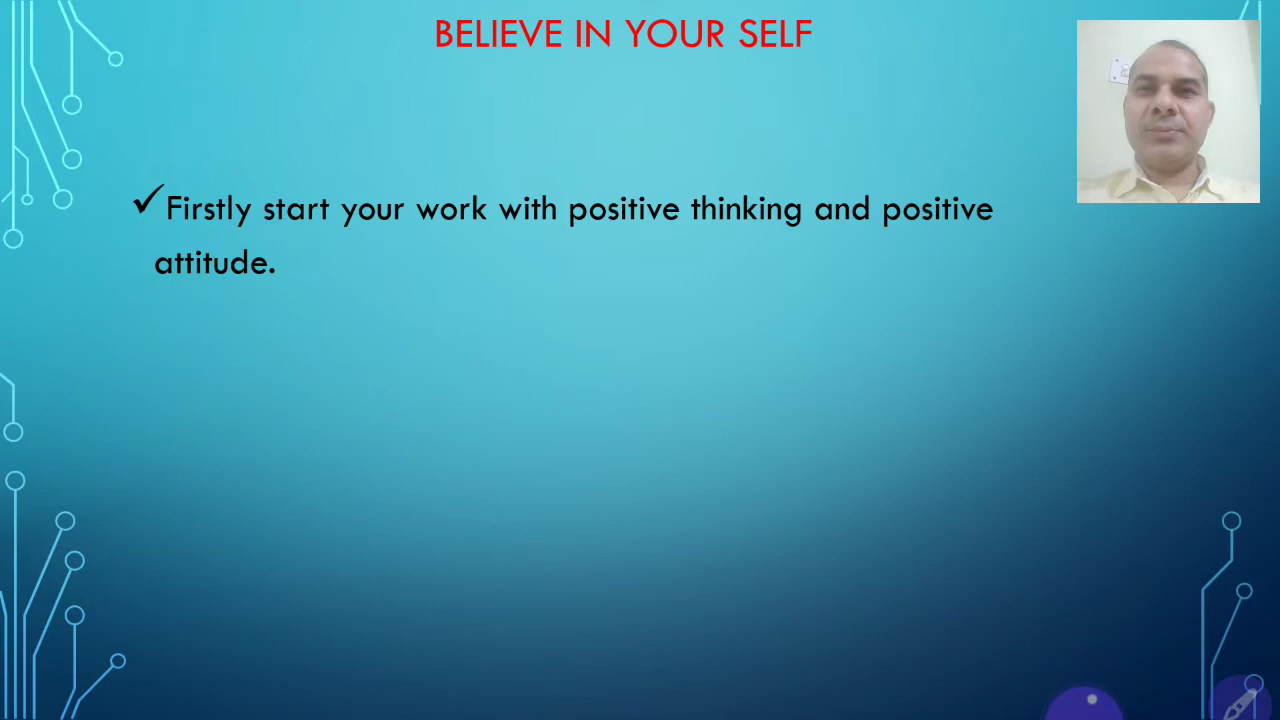 BELIEVE IN YOUR SELF
✓Firstly start your work with positive thinking and positive
attitude.